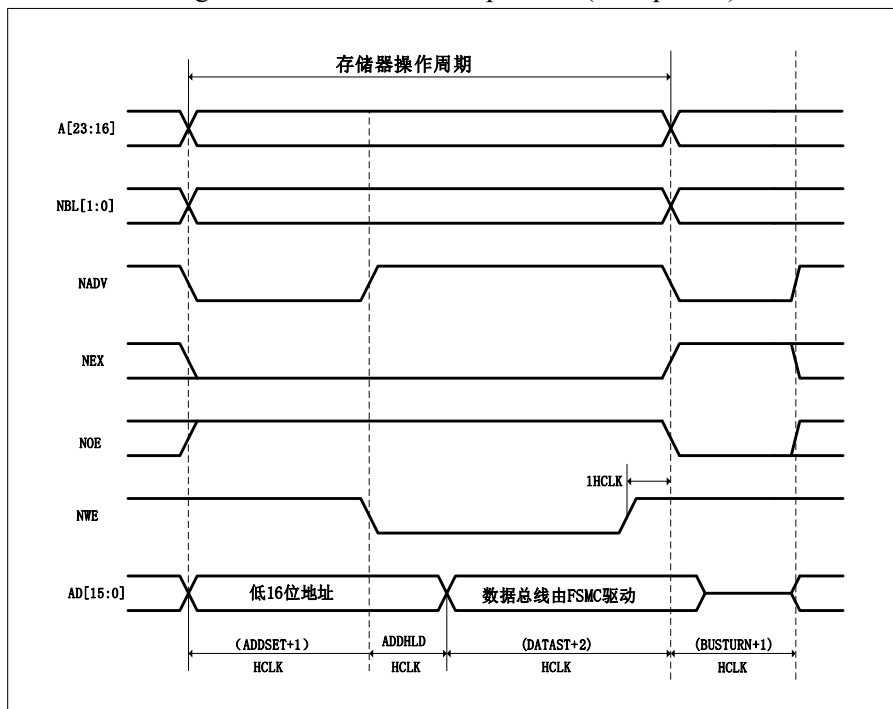 存储器操作周期
A[23:16]
NBL[1:0]
NADV
NEX
NOE
1HCLK
NWE
AD[15:0]
低16位地址
数据总线由FSMC驱动
(ADDSET+1)
ADDHLD
(DATAST+2)
(BUSTURN+1)
HCLK
HCLK
HCLK
HCLK